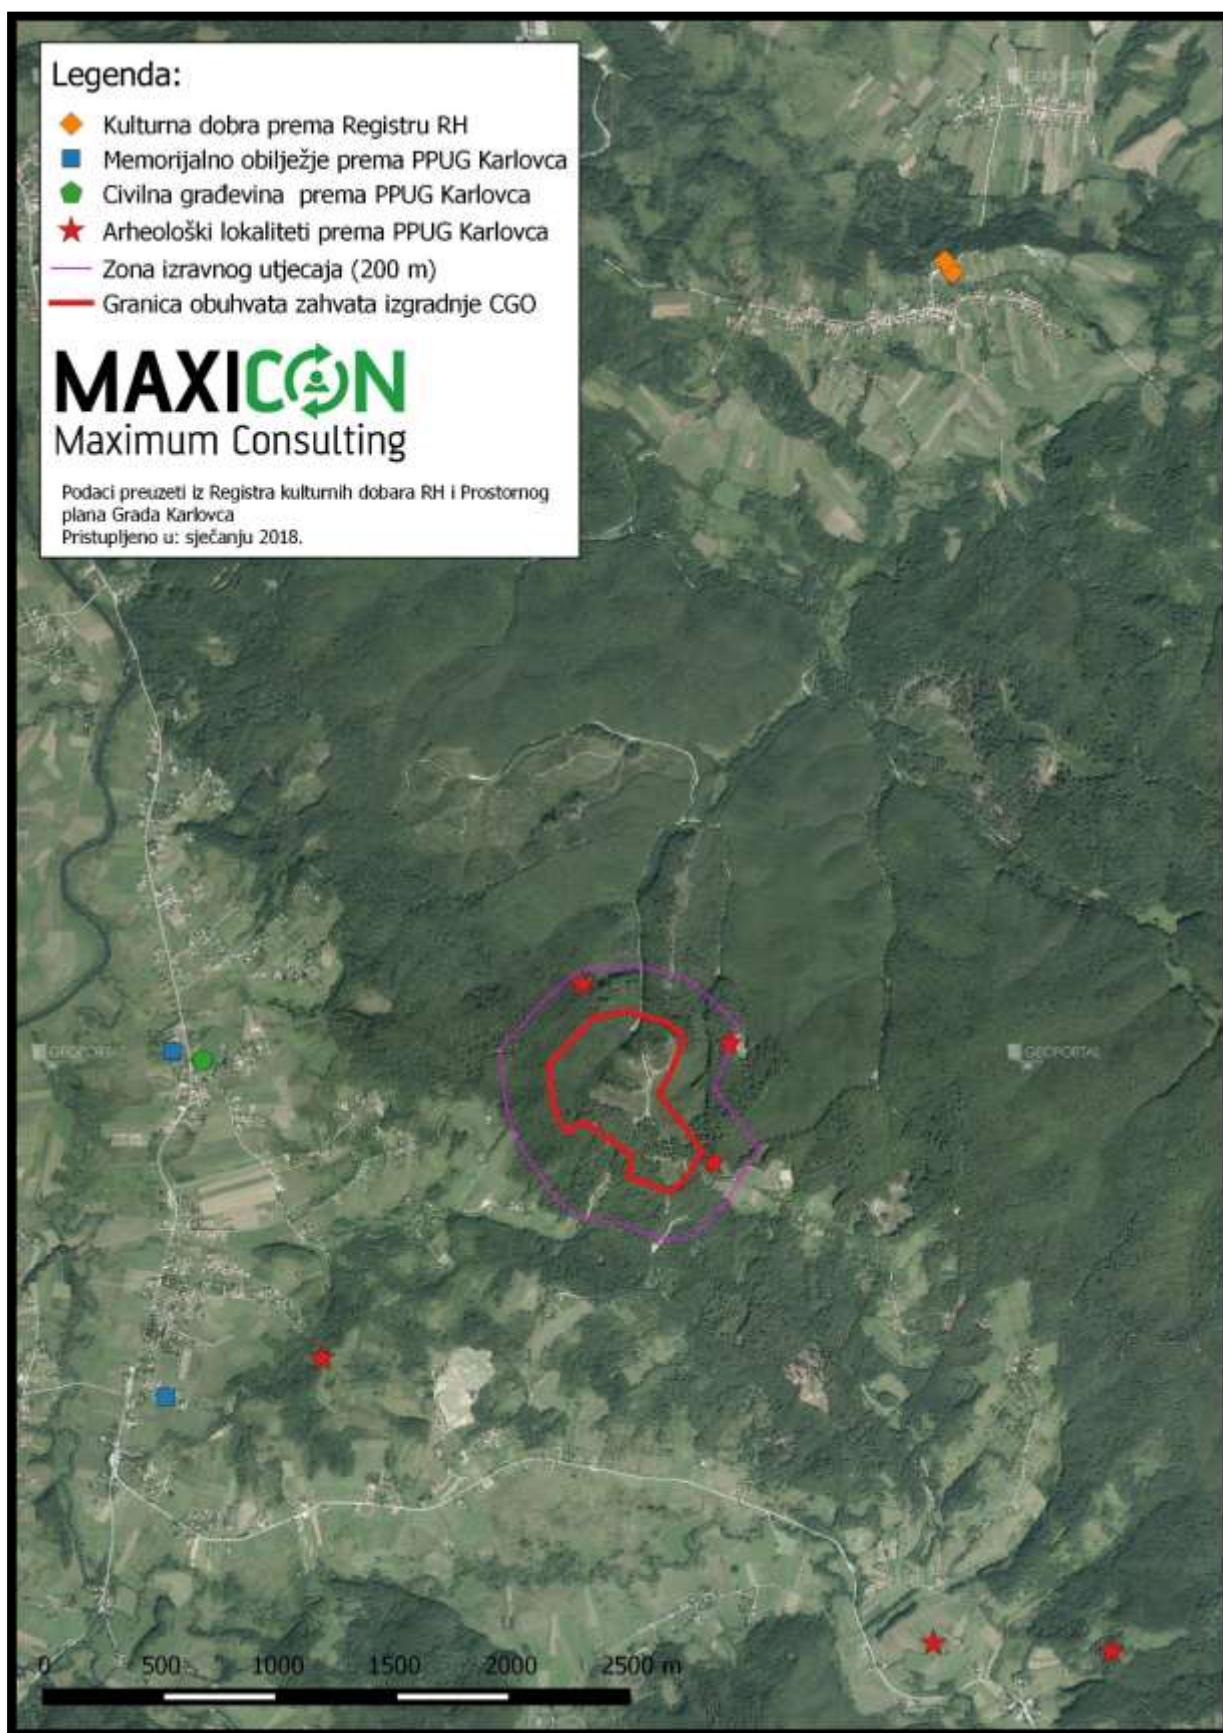 Legenda:
Kulturna dobra prema Registru RH
Memorijalno obilježje prema PPUG Karlovca
Civilna građevina prema PPUG Karlovca
Arheološki lokaliteti prema PPUG Karlovca
Zona izravnog utjecaja (200 m)
Granica obuhvata zahvata izgradnje CGO
MAXICON
Maximum Consulting
Podaci preuzeti iz Registra kulturnih dobara RH i Prostornog
plana Grada Karlovca
Pristupljeno u: sječanju 2018.
GEOPORTAL
GEOPORTAL
GEOPORTAL
0 500 1000 1500 2000 2500 m